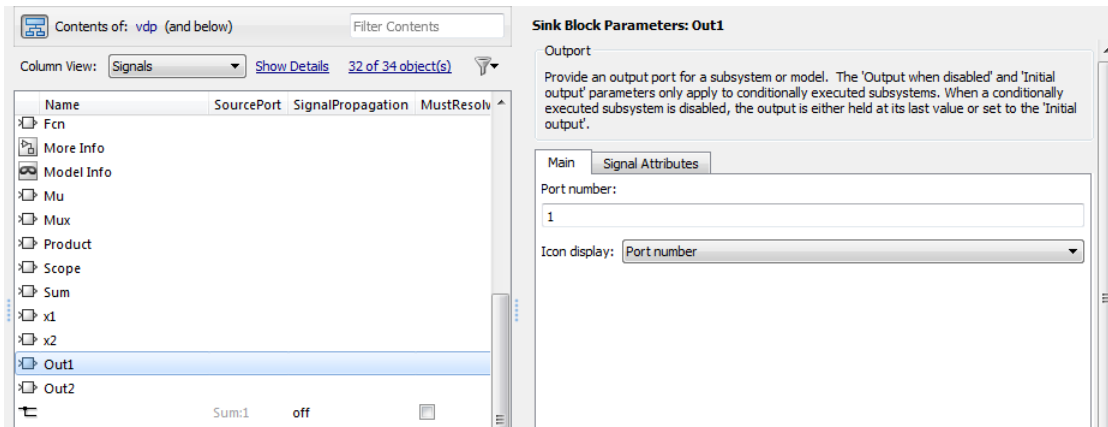 Contents of: vdp (and below)
Filter Contents
Column View: Signals Show Details 32 of 34 object(s)
Name SourcePort SignalPropagation MustResolv
Fcn
More Info
Model Info
Mu
Mux
Product
Scope
Sum
x1
x2
Out1
Out2
Sum:1 off
Sink Block Parameters: Out1
Outport
Provide an output port for a subsystem or model. The 'Output when disabled' and 'Initial
output' parameters only apply to conditionally executed subsystems. When a conditionally
executed subsystem is disabled, the output is either held at its last value or set to the 'Initial
output'.
Main Signal Attributes
Port number:
1
Icon display: Port number